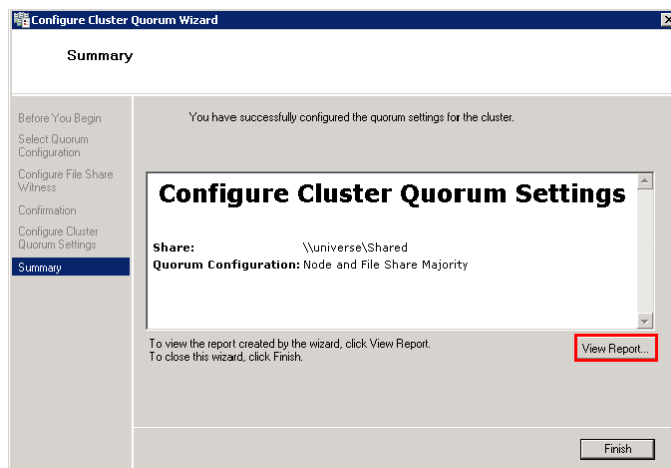 Configure Cluster Quorum Wizard
Summary
Before You Begin
Select Quorum
Configuration
Configure File Share
Witness
Confirmation
Configure Cluster
Quorum Settings
Summary
You have successfully configured the quorum settings for the cluster.
Configure Cluster Quorum Settings
Share: \\universe\Shared
Quorum Configuration: Node and File Share Majority
To view the report created by the wizard, click View Report.
To close this wizard, click Finish.
View Report...
Finish